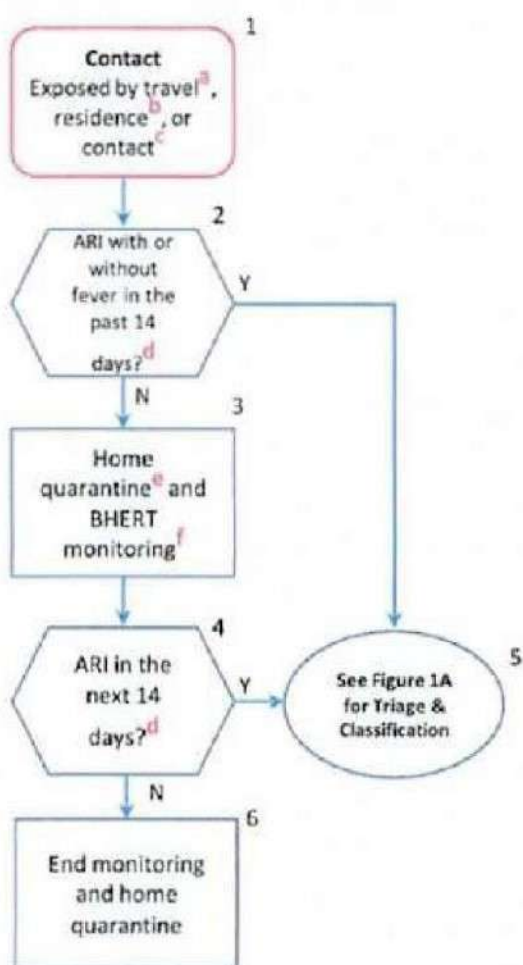 1
Contact
Exposed by travel a,
residence b, or
contact c
2
ARI with or
without
fever in the
past 14
days? d
Y
N
3
Home
quarantine e and
BHERT
monitoring f
4
ARI in the
next 14
days? d
Y
5
See Figure 1A
for Triage &
Classification
N
6
End monitoring
and home
quarantine